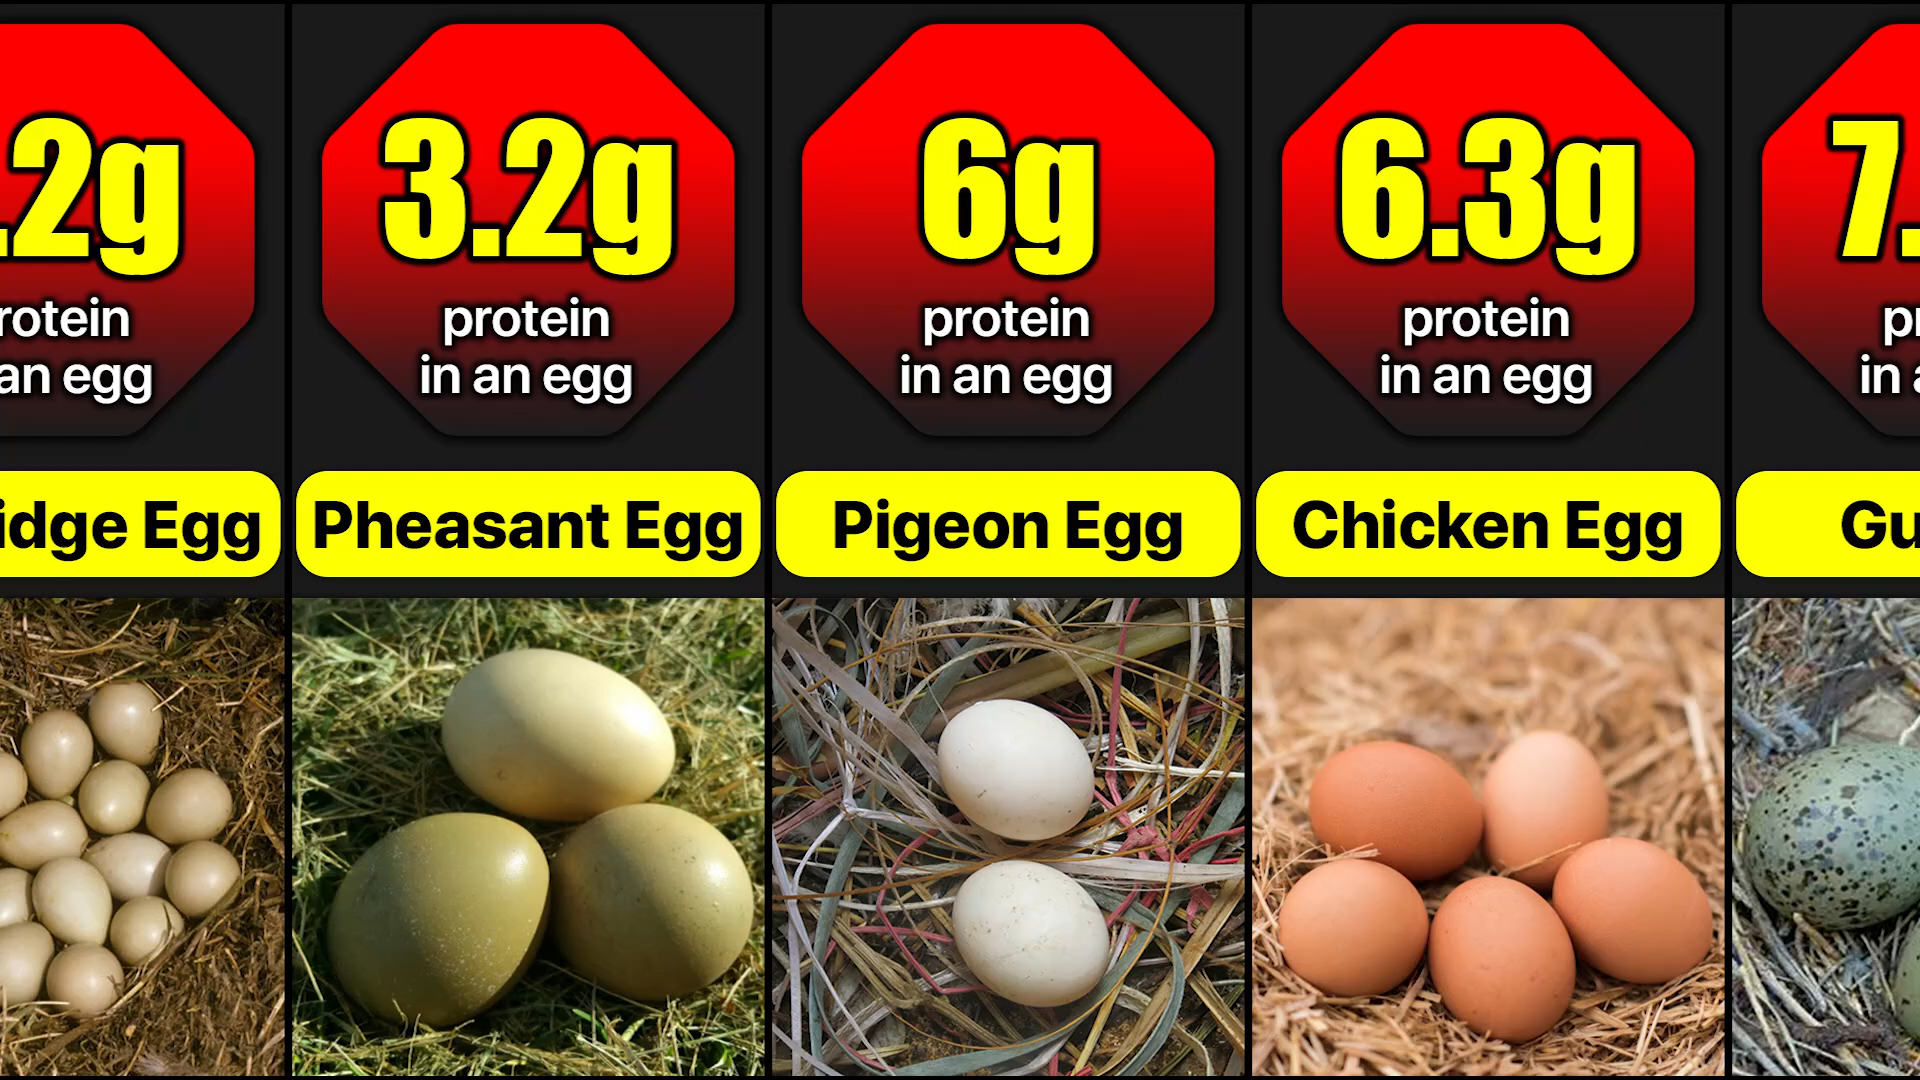 .2g
rotein
an egg
idge Egg
3.2g
protein
in an egg
Pheasant Egg
6g
protein
in an egg
Pigeon Egg
6.3g
protein
in an egg
Chicken Egg
7.
in
Gu